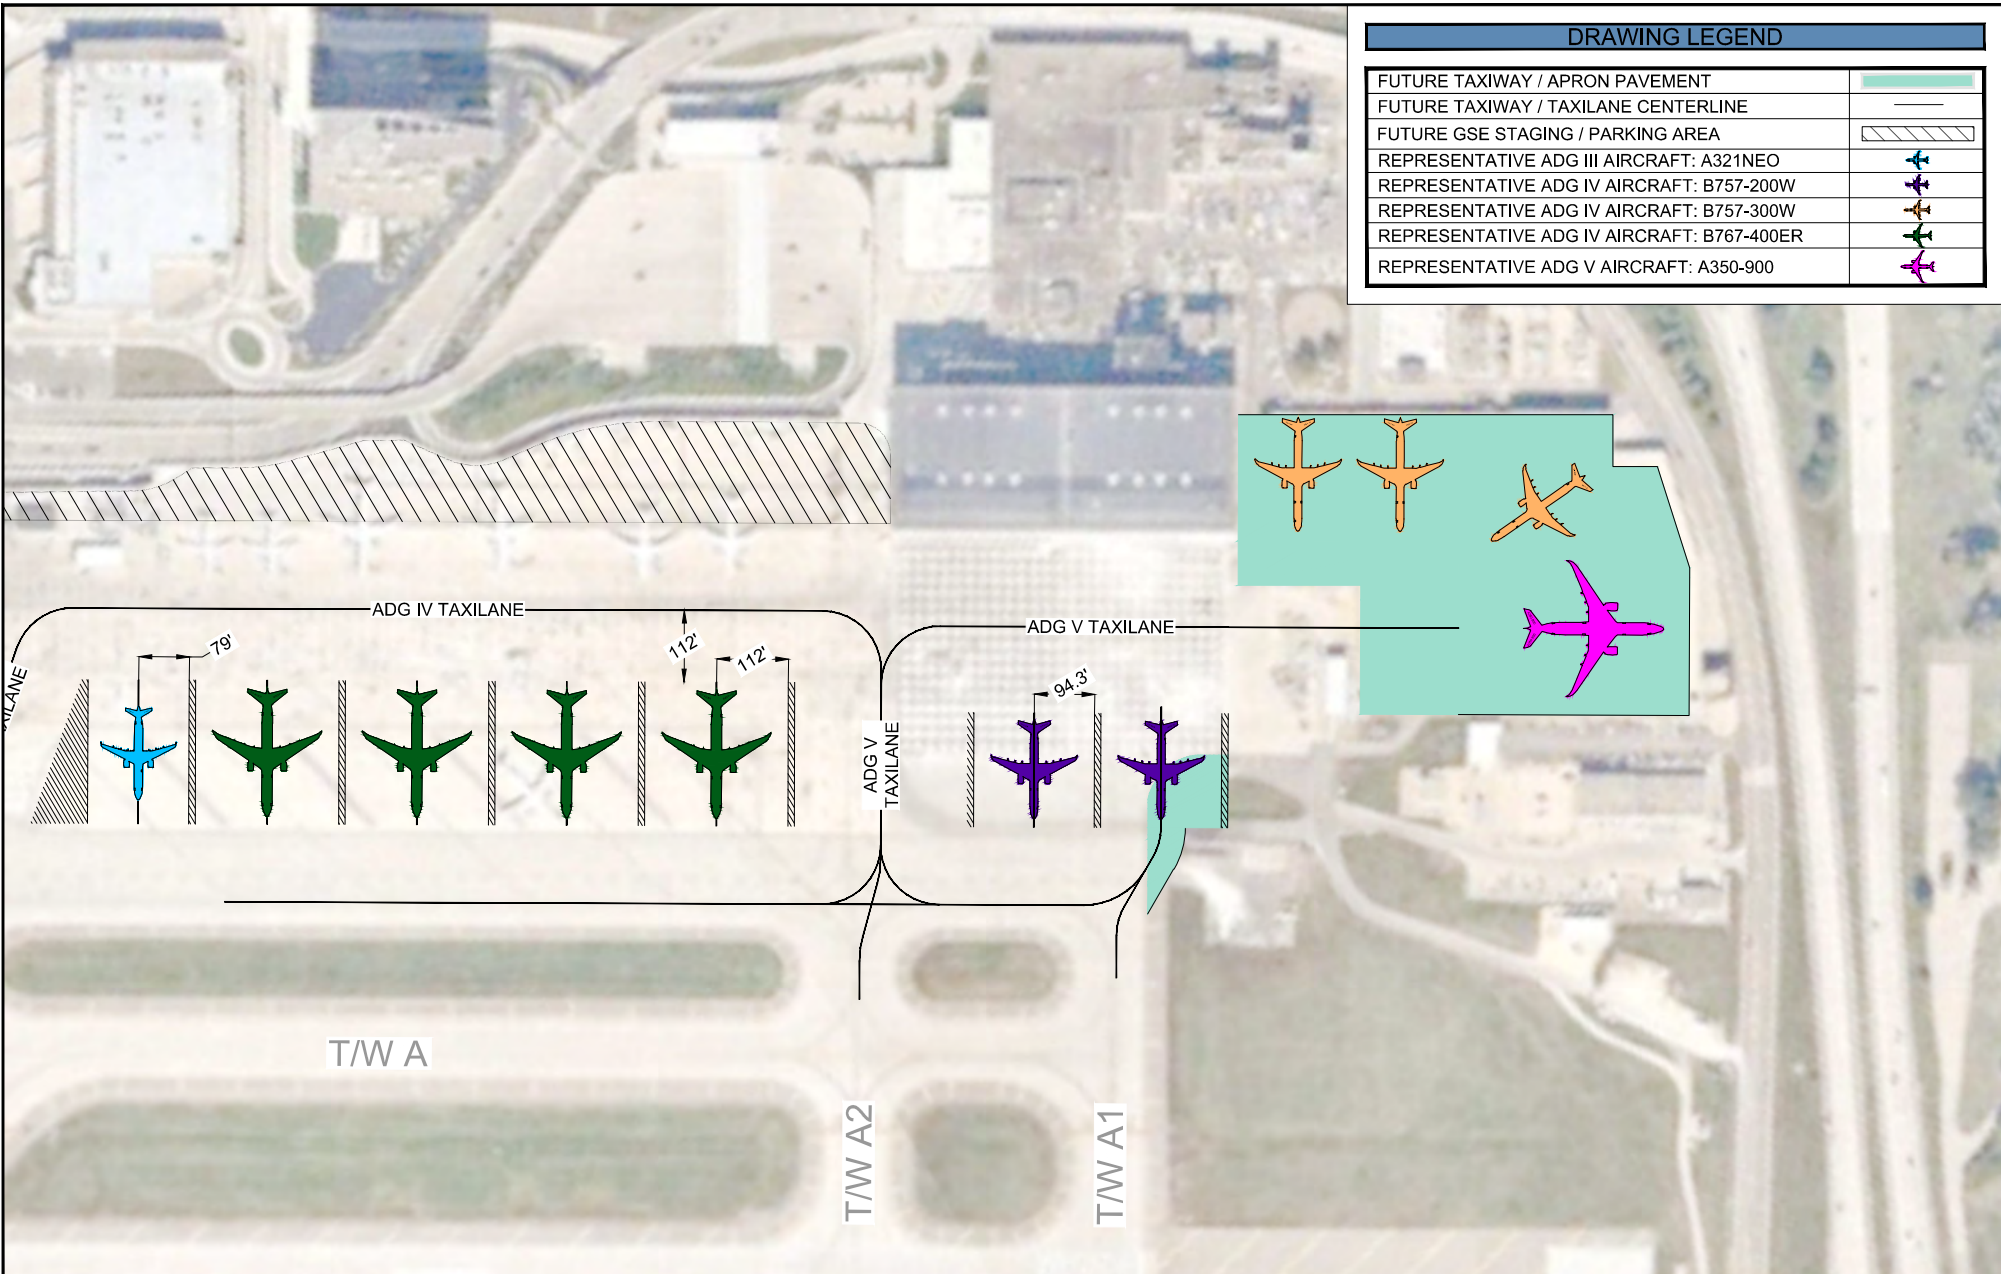 DRAWING LEGEND
FUTURE TAXIWAY / APRON PAVEMENT
FUTURE TAXIWAY / TAXILANE CENTERLINE
FUTURE GSE STAGING / PARKING AREA
REPRESENTATIVE ADG III AIRCRAFT: A321NEO
REPRESENTATIVE ADG IV AIRCRAFT: B757-200W
REPRESENTATIVE ADG IV AIRCRAFT: B757-300W
REPRESENTATIVE ADG IV AIRCRAFT: B767-400ER
REPRESENTATIVE ADG V AIRCRAFT: A350-900
ADG IV TAXILANE
ADG V TAXILANE
79'
112'
112'
94.3'
ADG V
TAXILANE
T/W A
T/W A2
T/W A1